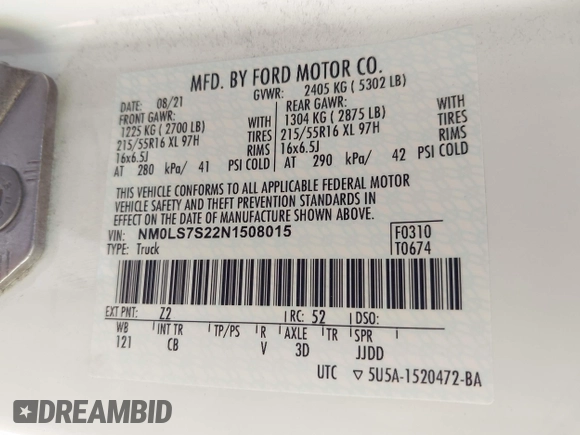 MFD. BY FORD MOTOR CO.
DATE: 08/21 GVWR: 2405 KG ( 5302 LB)
FRONT GAWR: REAR GAWR:
1225 KG ( 2700 LB) WITH 1304 KG ( 2875 LB) WITH
215/55R16 XL 97H TIRES 215/55R16 XL 97H TIRES
16x6.5J RIMS 16x6.5J RIMS
AT 280 kPa/ 41 PSI COLD AT 290 kPa/ 42 PSI COLD
THIS VEHICLE CONFORMS TO ALL APPLICABLE FEDERAL MOTOR
VEHICLE SAFETY AND THEFT PREVENTION STANDARDS IN
EFFECT ON THE DATE OF MANUFACTURE SHOWN ABOVE.
VIN: NM0LS7S22N1508015 F0310
TYPE: Truck T0674
EXT PNT: Z2 RC: 52 DSO:
WB INT TR TP/PS R AXLE TR SPR
121 CB V 3D JJDD
UTC ▽ 5U5A-1520472-BA
DREAMBID